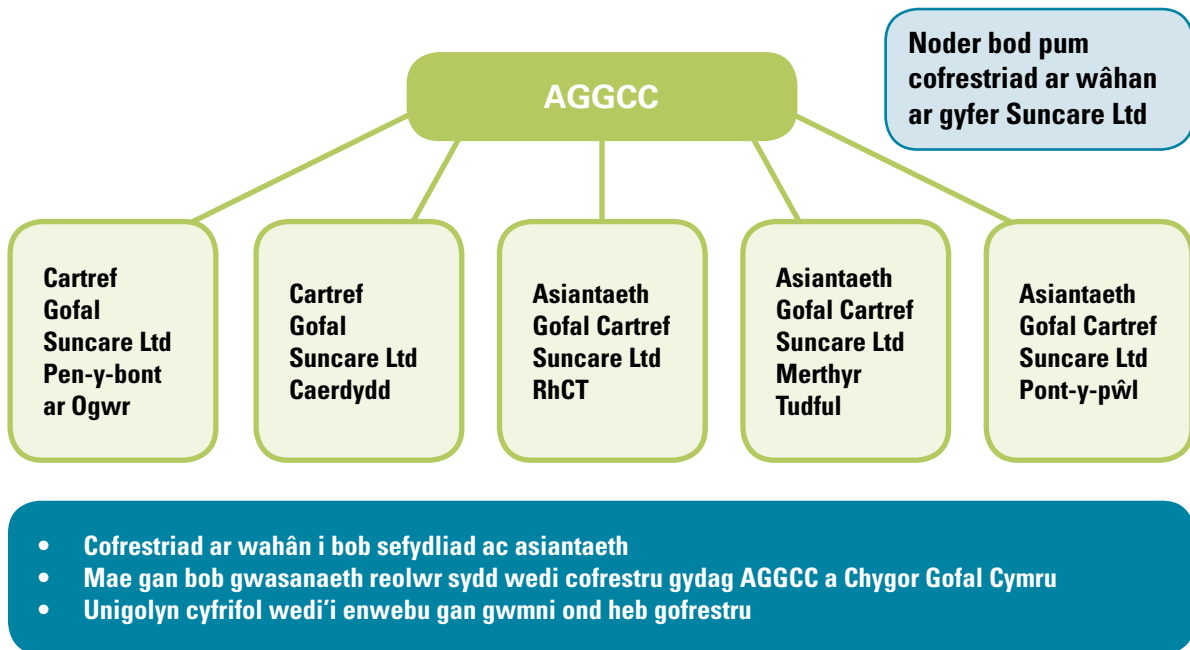 AGGCC
Noder bod pum
cofrestriad ar wâhan
ar gyfer Suncare Ltd
Cartref
Gofal
Suncare Ltd
Pen-y-bont
ar Ogwr
Cartref
Gofal
Suncare Ltd
Caerdydd
Asiantaeth
Gofal Cartref
Suncare Ltd
RhCT
Asiantaeth
Gofal Cartref
Suncare Ltd
Merthyr
Tudful
Asiantaeth
Gofal Cartref
Suncare Ltd
Pont-y-pŵl
• Cofrestriad ar wahân i bob sefydliad ac asiantaeth
• Mae gan bob gwasanaeth reolwr sydd wedi cofrestru gydag AGGCC a Chygor Gofal Cymru
• Unigolyn cyfrifol wedi'i enwebu gan gwmni ond heb gofrestru